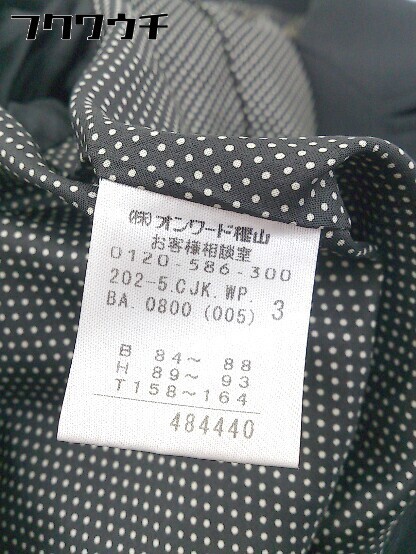 フクワウチ
(株)オンワード樫山
お客様相談室
0120-586-300
202-5.CJK.WP.
BA.0800 (005) 3
B 84〜 88
H 89〜 93
T158〜164
484440